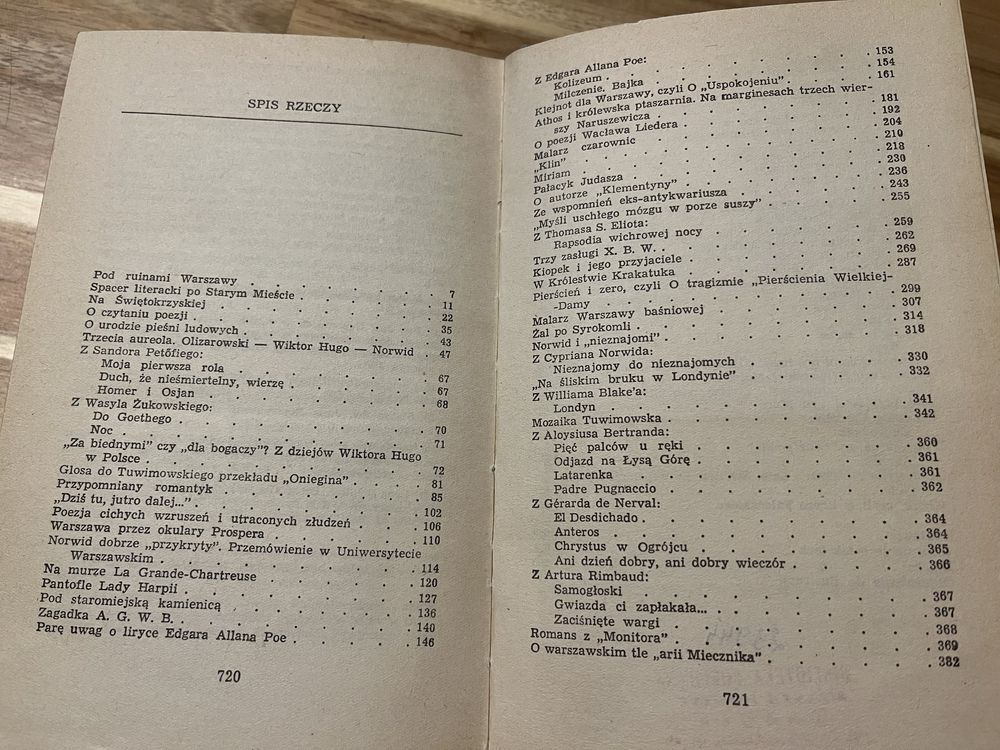 SPIS RZECZY
Pod ruinami Warszawy . . . . . . 7
Spacer literacki po Starym Mieście . . . . . 11
Na Świętokrzyskiej . . . . . . 22
O czytaniu poezji . . . . . . 35
O urodzie pieśni ludowych . . . . . . 43
Trzecia aureola. Olizarowski — Wiktor Hugo — Norwid . 47
Z Sandora Petőfiego:
Moja pierwsza rola . . . . . . 67
Duch, że nieśmiertelny, wierzę . . . . . 67
Homer i Osjan . . . . . . 68
Z Wasyla Żukowskiego:
Do Goethego . . . . . . 70
Noc . . . . . . 71
„Za biednymi” czy „dla bogaczy”? Z dziejów Wiktora Hugo
w Polsce . . . . . . 72
Glosa do Tuwimowskiego przekładu „Oniegina” . . . 81
Przypomniany romantyk . . . . . . 85
„Dziś tu, jutro dalej...” . . . . . . 102
Poezja cichych wzruszeń i utraconych złudzeń . . . 106
Warszawa przez okulary Prospera . . . . . 110
Norwid dobrze „przykryty”. Przemówienie w Uniwersytecie
Warszawskim . . . . . . 114
Na murze La Grande-Chartreuse . . . . . 120
Pantofle Lady Harpii . . . . . . 127
Pod staromiejską kamienicą . . . . . . 136
Zagadka A. G. W. B. . . . . . . 140
Parę uwag o liryce Edgara Allana Poe . . . . . 146
720
Z Edgara Allana Poe:
Kolizeum . . . . . . 153
Milczenie. Bajka . . . . . . 154
Klejnot dla Warszawy, czyli O „Uspokojeniu” . . . 161
Athos i królewska ptaszarnia. Na marginesach trzech wier-
szy Naruszewicza . . . . . . 181
O poezji Wacława Liedera . . . . . . 192
Malarz czarownic . . . . . . 204
„Klin” . . . . . . 210
Miriam . . . . . . 218
Pałacyk Judasza . . . . . . 230
O autorze „Klementyny” . . . . . . 236
Ze wspomnień eks-antykwariusza . . . . . 243
„Myśli uschłego mózgu w porze suszy” . . . . 255
Z Thomasa S. Eliota:
Rapsodia wichrowej nocy . . . . . . 259
Trzy zasługi X. B. W. . . . . . . 262
Kiopek i jego przyjaciele . . . . . . 269
W Królestwie Krakatuka . . . . . . 287
Pierścień i zero, czyli O tragizmie „Pierścienia Wielkiej-
-Damy . . . . . . 299
Malarz Warszawy baśniowej . . . . . . 307
Żal po Syrokomli . . . . . . 314
Norwid i „nieznajomi” . . . . . . 318
Z Cypriana Norwida:
Nieznajomy do nieznajomych . . . . . 330
„Na śliskim bruku w Londynie” . . . . . 332
Z Williama Blake'a:
Londyn . . . . . . 341
Mozaika Tuwimowska . . . . . . 342
Z Aloysiusa Bertranda:
Pięć palców u ręki . . . . . . 360
Odjazd na Łysą Górę . . . . . . 361
Latarenka . . . . . . 361
Padre Pugnaccio . . . . . . 362
Z Gérarda de Nerval:
El Desdichado . . . . . . 364
Anteros . . . . . . 364
Chrystus w Ogrójcu . . . . . . 365
Ani dzień dobry, ani dobry wieczór . . . . . 366
Z Artura Rimbaud:
Samogłoski . . . . . . 367
Gwiazda ci zapłakała... . . . . . . 367
Zaciśnięte wargi . . . . . . 368
Romans z „Monitora” . . . . . . 369
O warszawskim tle „arii Miecznika” . . . . . 382
721